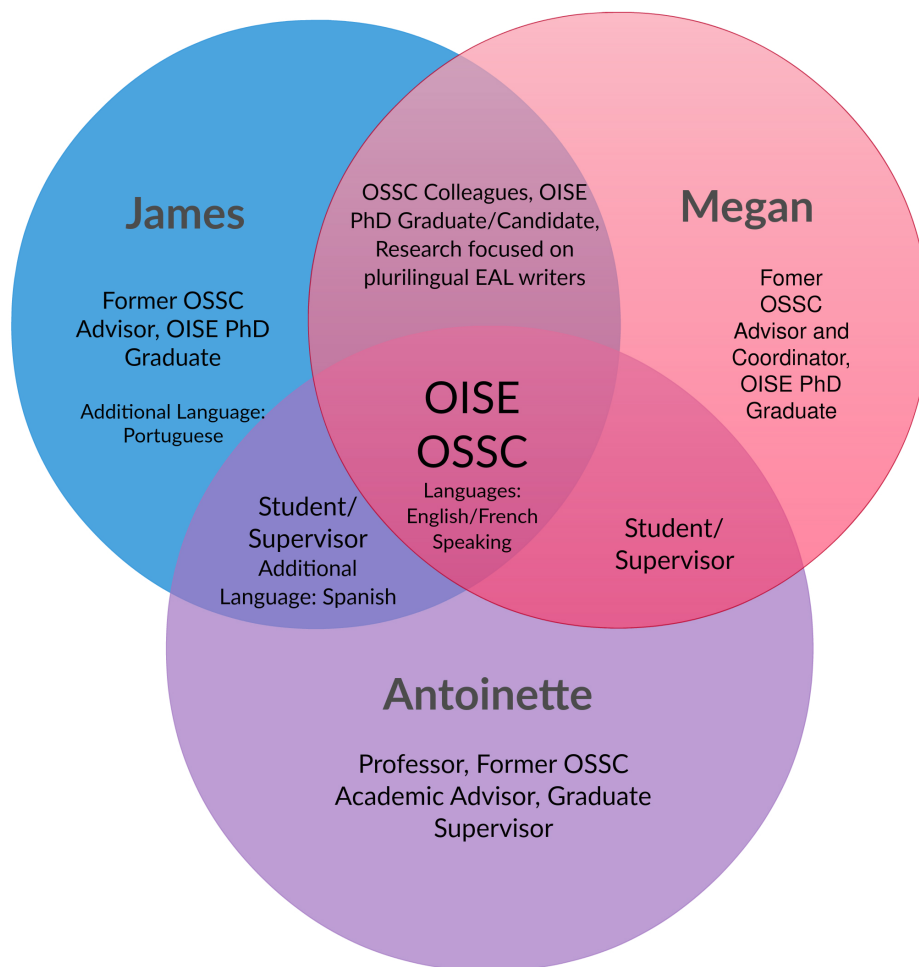 James
Former OSSC
Advisor, OISE PhD
Graduate
Additional Language:
Portuguese
OSSC Colleagues, OISE
PhD Graduate/Candidate,
Research focused on
plurilingual EAL writers
Megan
Fomer
OSSC
Advisor and
Coordinator,
OISE PhD
Graduate
OISE
OSSC
Languages:
English/French
Speaking
Student/
Supervisor
Additional
Language: Spanish
Student/
Supervisor
Antoinette
Professor, Former OSSC
Academic Advisor, Graduate
Supervisor